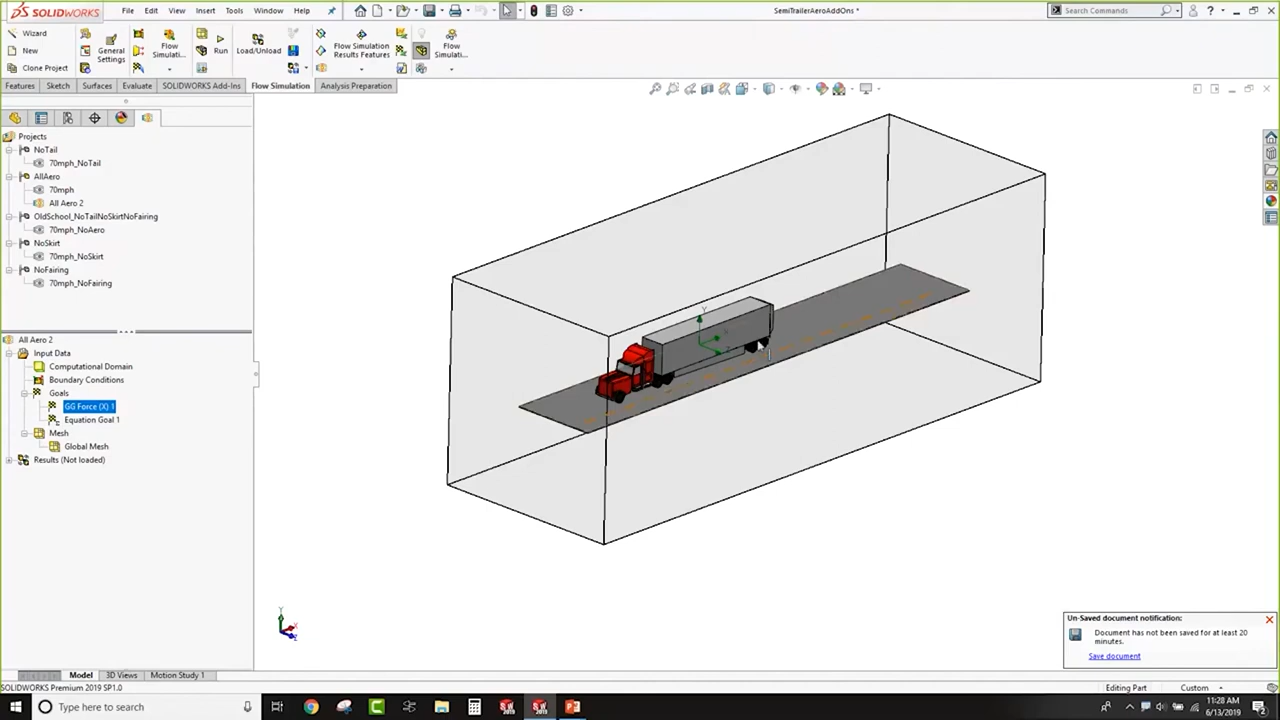 SOLIDWORKS
File Edit View Insert Tools Window Help
SemiTrailerAeroAddOns *
Search Commands
Wizard
New
Clone Project
General Settings
Flow Simulati...
Run
Load/Unload
Flow Simulation Results Features
Flow Simulati...
Features Sketch Surfaces Evaluate SOLIDWORKS Add-Ins Flow Simulation Analysis Preparation
Projects
NoTail
70mph_NoTail
AllAero
70mph
All Aero 2
OldSchool_NoTailNoSkirtNoFairing
70mph_NoAero
NoSkirt
70mph_NoSkirt
NoFairing
70mph_NoFairing
All Aero 2
Input Data
Computational Domain
Boundary Conditions
Goals
GG Force (X) 1
Equation Goal 1
Mesh
Global Mesh
Results (Not loaded)
Y
Y
X
Z
Un-Saved document notification:
Document has not been saved for at least 20
minutes.
Save document
Model 3D Views Motion Study 1
SOLIDWORKS Premium 2019 SP1.0
Editing Part
Custom
Type here to search
11:28 AM
6/13/2019